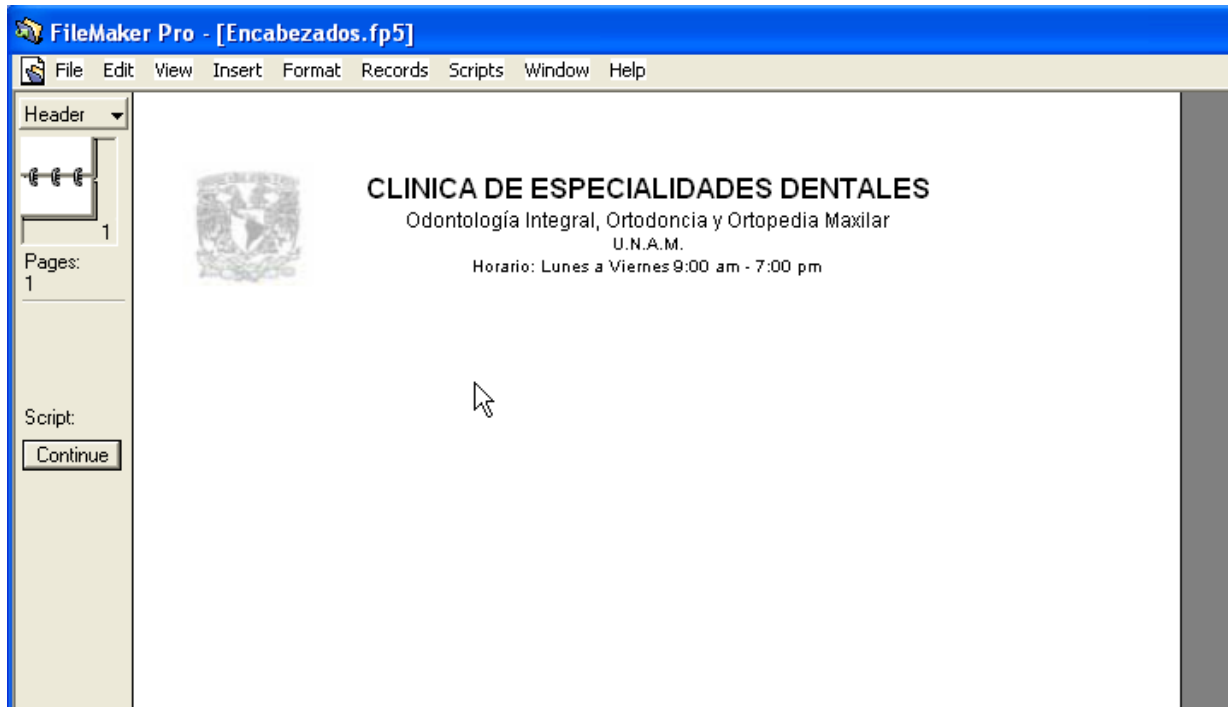 FileMaker Pro - [Encabezados.fp5]
File Edit View Insert Format Records Scripts Window Help
Header
1
Pages:
1
Script:
Continue
CLINICA DE ESPECIALIDADES DENTALES
Odontología Integral, Ortodoncia y Ortopedia Maxilar
U.N.A.M.
Horario: Lunes a Viernes 9:00 am - 7:00 pm